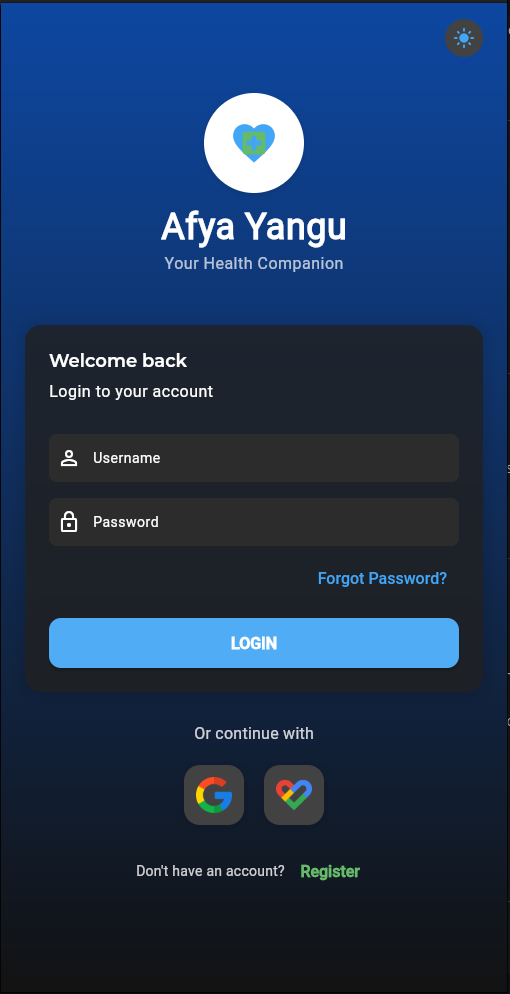 Afya Yangu
Your Health Companion
Welcome back
Login to your account
Username
Password
Forgot Password?
LOGIN
Or continue with
Don't have an account? Register